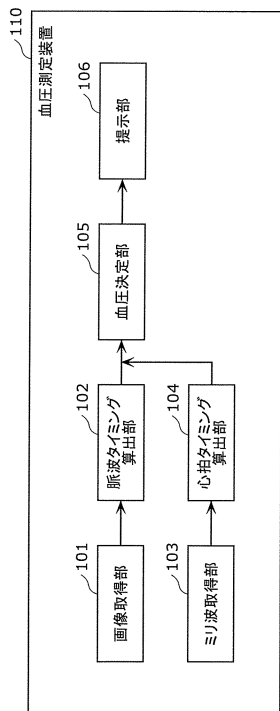 110
血圧測定装置
101
画像取得部
102
脈波タイミング
算出部
103
ミリ波取得部
104
心拍タイミング
算出部
105
血圧決定部
106
提示部